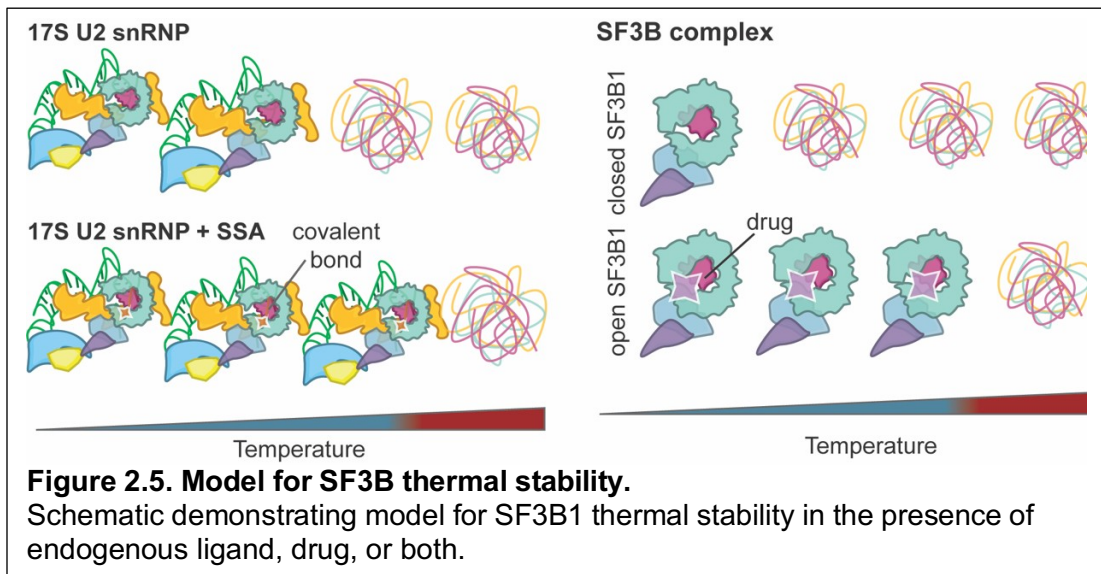 17S U2 snRNP
SF3B complex
closed SF3B1
17S U2 snRNP + SSA
covalent
bond
drug
open SF3B1
Temperature
Temperature
Figure 2.5. Model for SF3B thermal stability.
Schematic demonstrating model for SF3B1 thermal stability in the presence of
endogenous ligand, drug, or both.